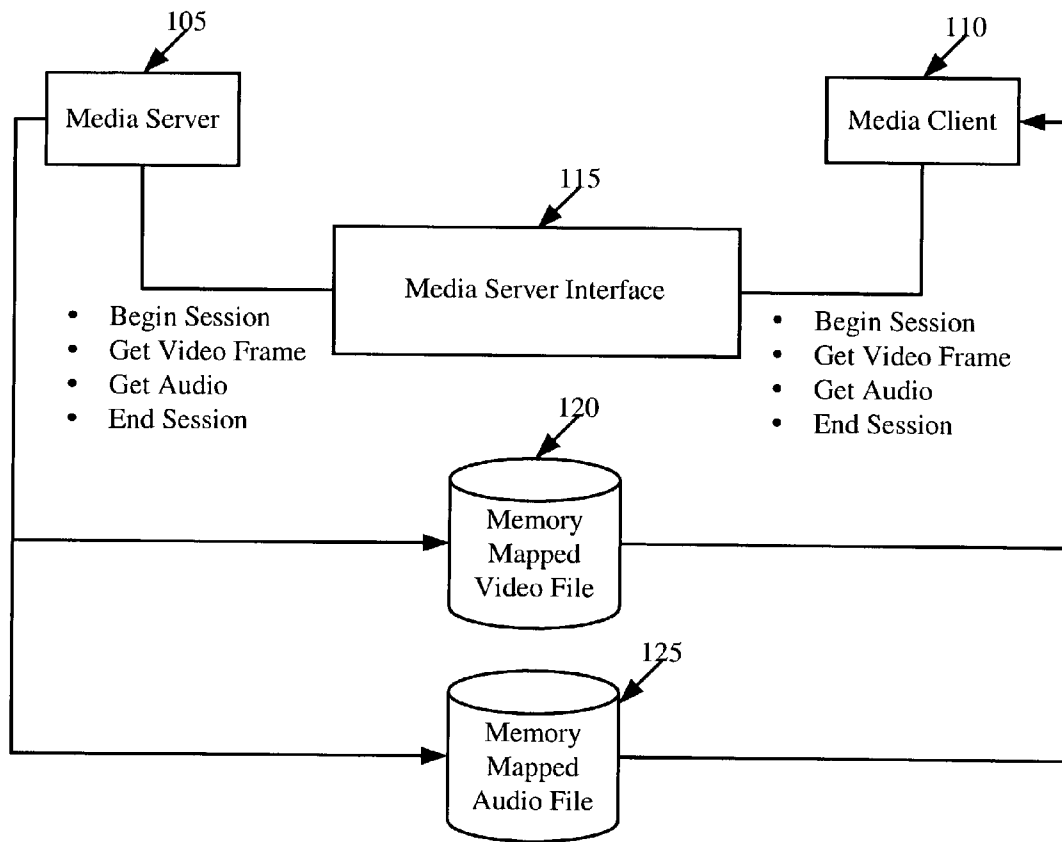 105
110
Media Server
Media Client
115
Media Server Interface
• Begin Session
• Get Video Frame
• Get Audio
• End Session
• Begin Session
• Get Video Frame
• Get Audio
• End Session
120
Memory
Mapped
Video File
125
Memory
Mapped
Audio File